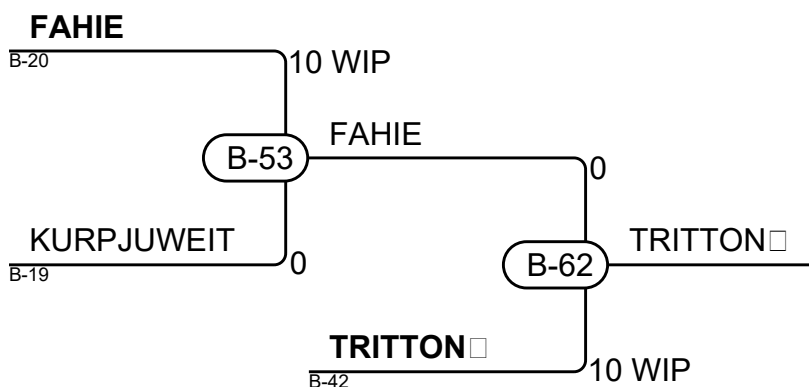 FAHIE
B-20
10 WIP
FAHIE
B-53
0
KURPJUWEIT
B-19
0
TRITTON□
B-62
TRITTON□
B-42
10 WIP